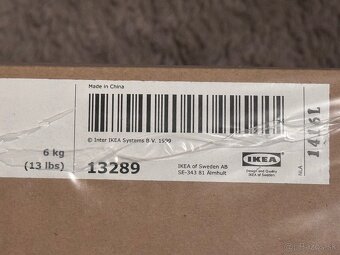 Made in China
© Inter IKEA Systems B.V. 1999
6 kg
(13 lbs)
13289
IKEA of Sweden AB
SE-343 81 Älmhult
IKEA
Design and Quality
IKEA of Sweden